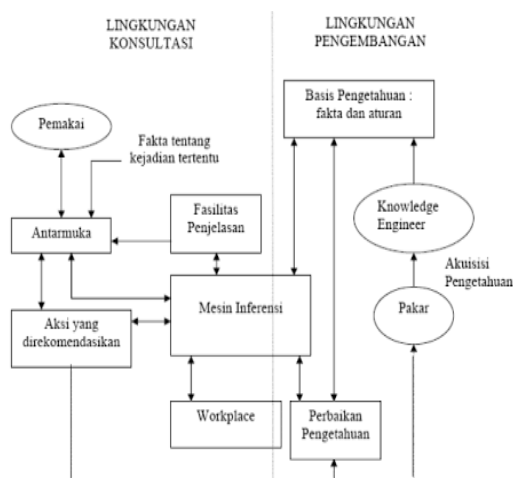 LINGKUNGAN
KONSULTASI
LINGKUNGAN
PENGEMBANGAN
Basis Pengetahuan :
fakta dan aturan
Pemakai
Fakta tentang
kejadian tertentu
Fasilitas
Penjelasan
Knowledge
Engineer
Antarmuka
Akuisisi
Pengetahuan
Mesin Inferensi
Pakar
Aksi yang
direkomendasikan
Workplace
Perbaikan
Pengetahuan